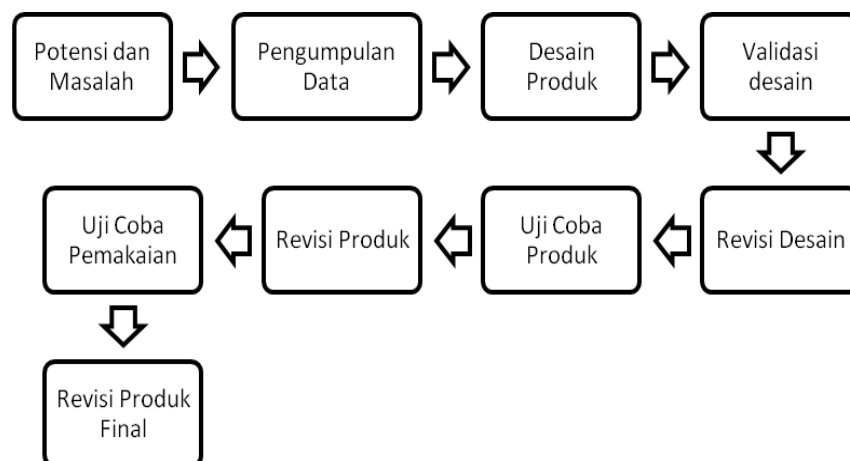 Potensi dan
Masalah
Pengumpulan
Data
Desain
Produk
Validasi
desain
Revisi Desain
Uji Coba
Produk
Revisi Produk
Uji Coba
Pemakaian
Revisi Produk
Final